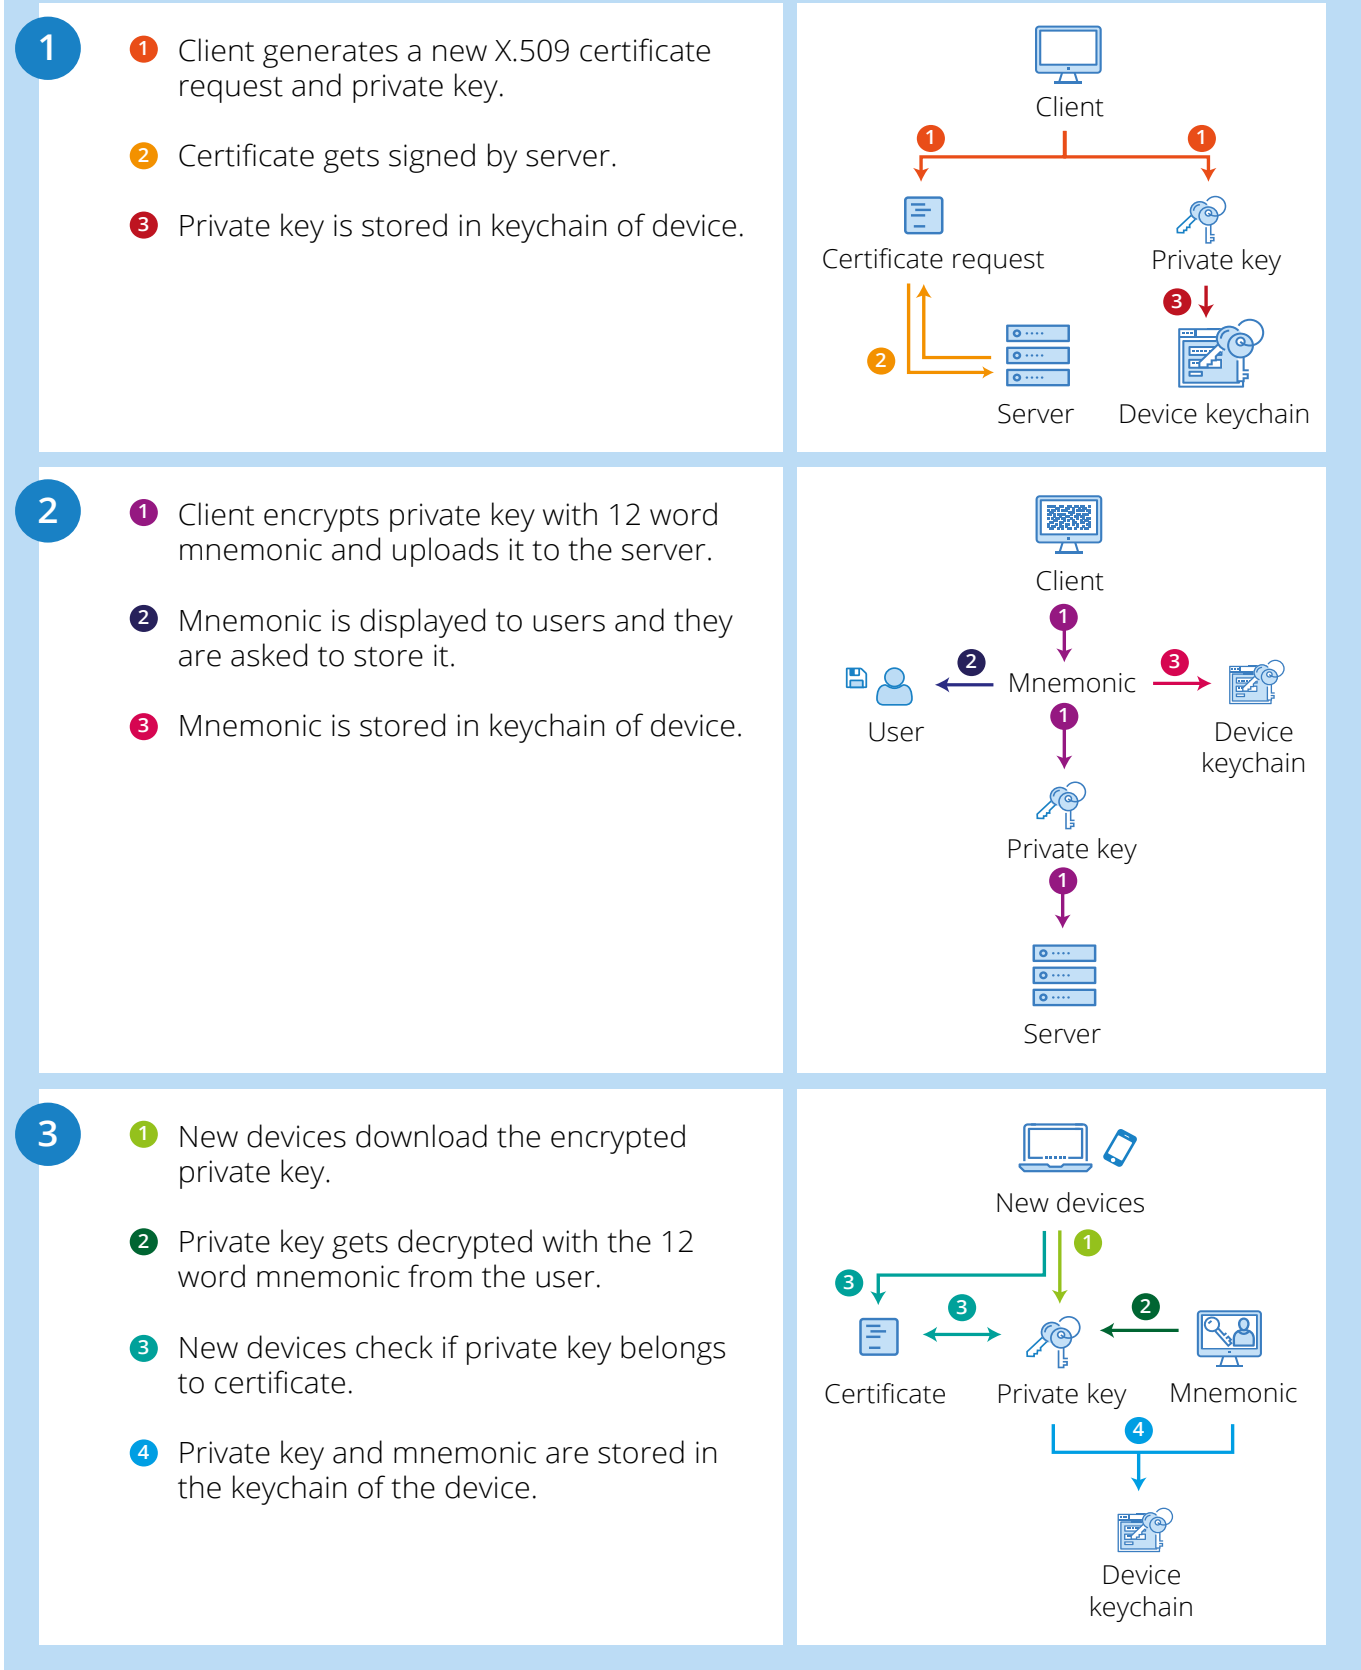 1
1 Client generates a new X.509 certificate
request and private key.
2 Certificate gets signed by server.
3 Private key is stored in keychain of device.
Client
1 1
Certificate request
Private key
3
2
Server
Device keychain
2
1 Client encrypts private key with 12 word
mnemonic and uploads it to the server.
2 Mnemonic is displayed to users and they
are asked to store it.
3 Mnemonic is stored in keychain of device.
Client
1
2 3
Mnemonic
1
User
Device
keychain
Private key
1
Server
3
1 New devices download the encrypted
private key.
2 Private key gets decrypted with the 12
word mnemonic from the user.
3 New devices check if private key belongs
to certificate.
4 Private key and mnemonic are stored in
the keychain of the device.
New devices
1
3
3 2
Certificate
Private key
Mnemonic
4
Device
keychain